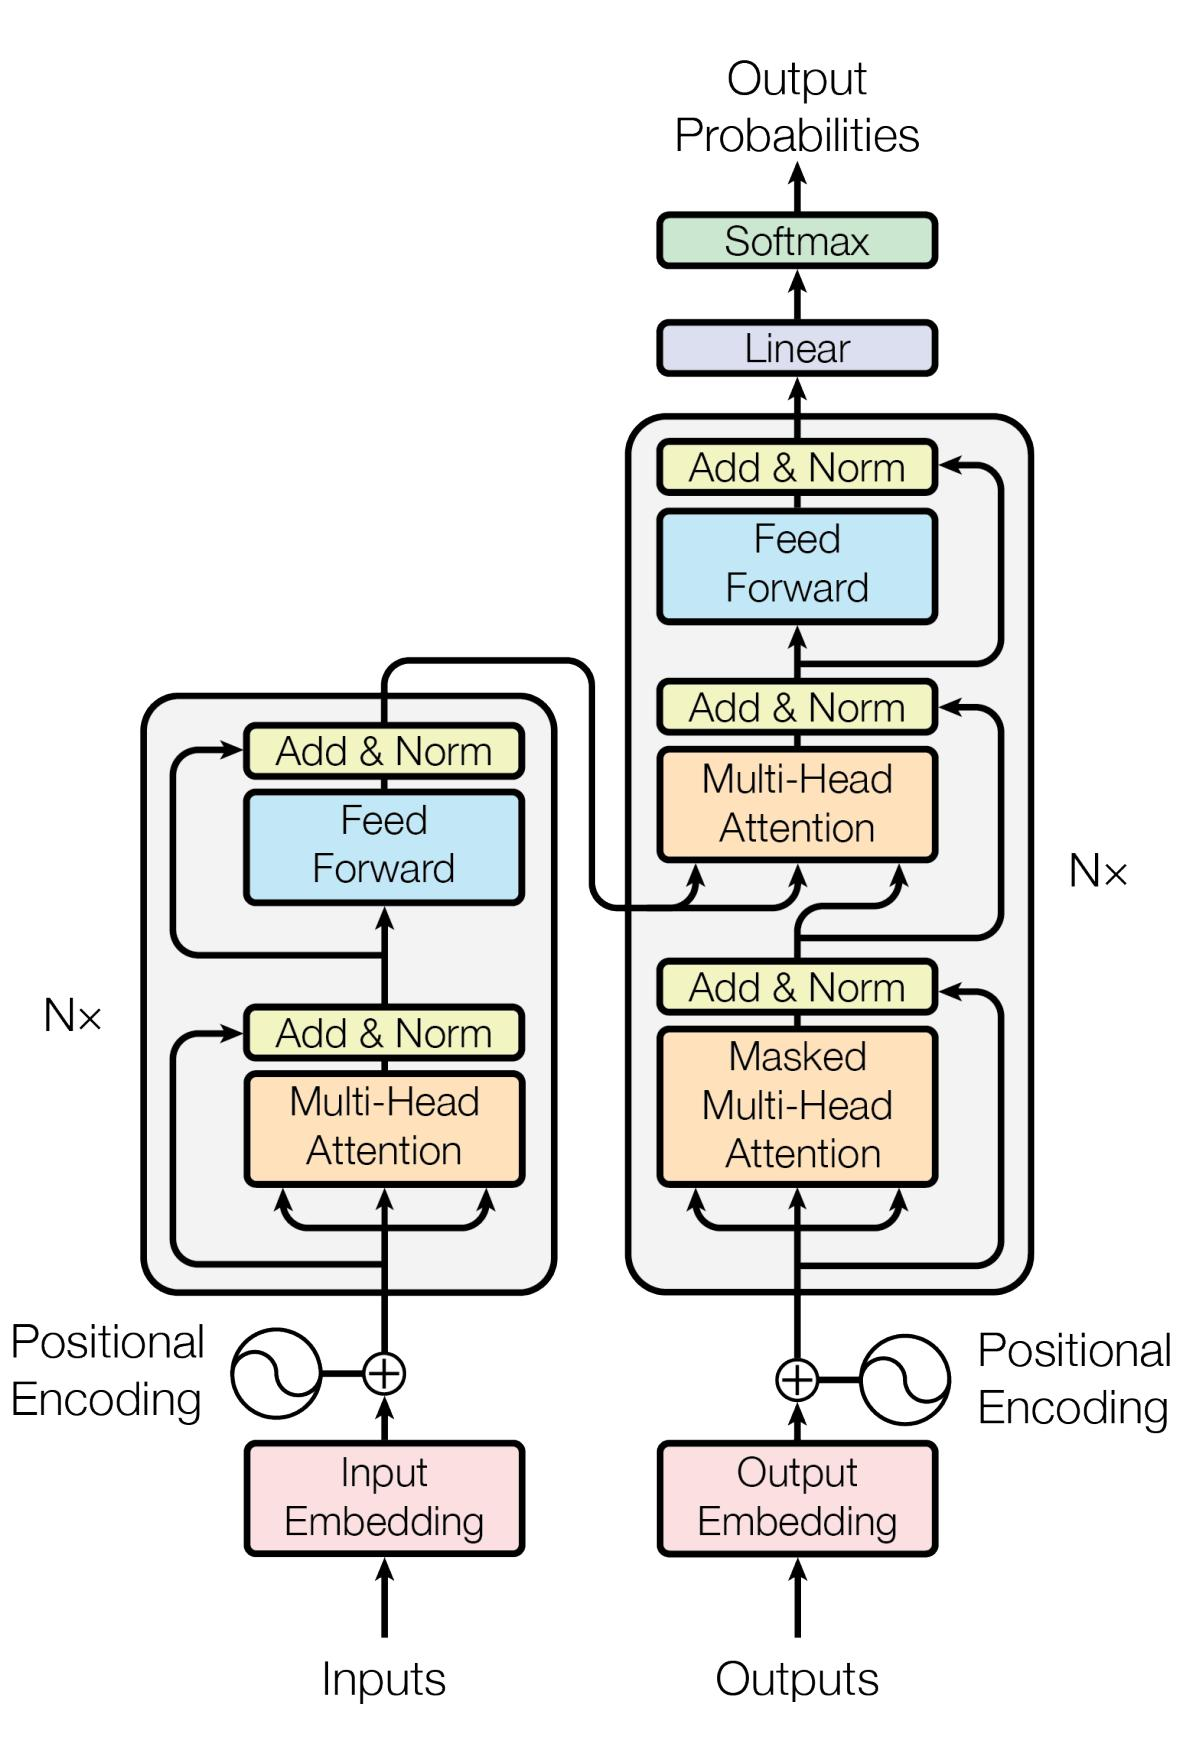 Output
Probabilities
Softmax
Linear
Add & Norm
Feed
Forward
Add & Norm
Multi-Head
Attention
N×
Add & Norm
Masked
Multi-Head
Attention
Add & Norm
Feed
Forward
N×
Add & Norm
Multi-Head
Attention
Positional
Encoding
Positional
Encoding
Input
Embedding
Output
Embedding
Inputs
Outputs